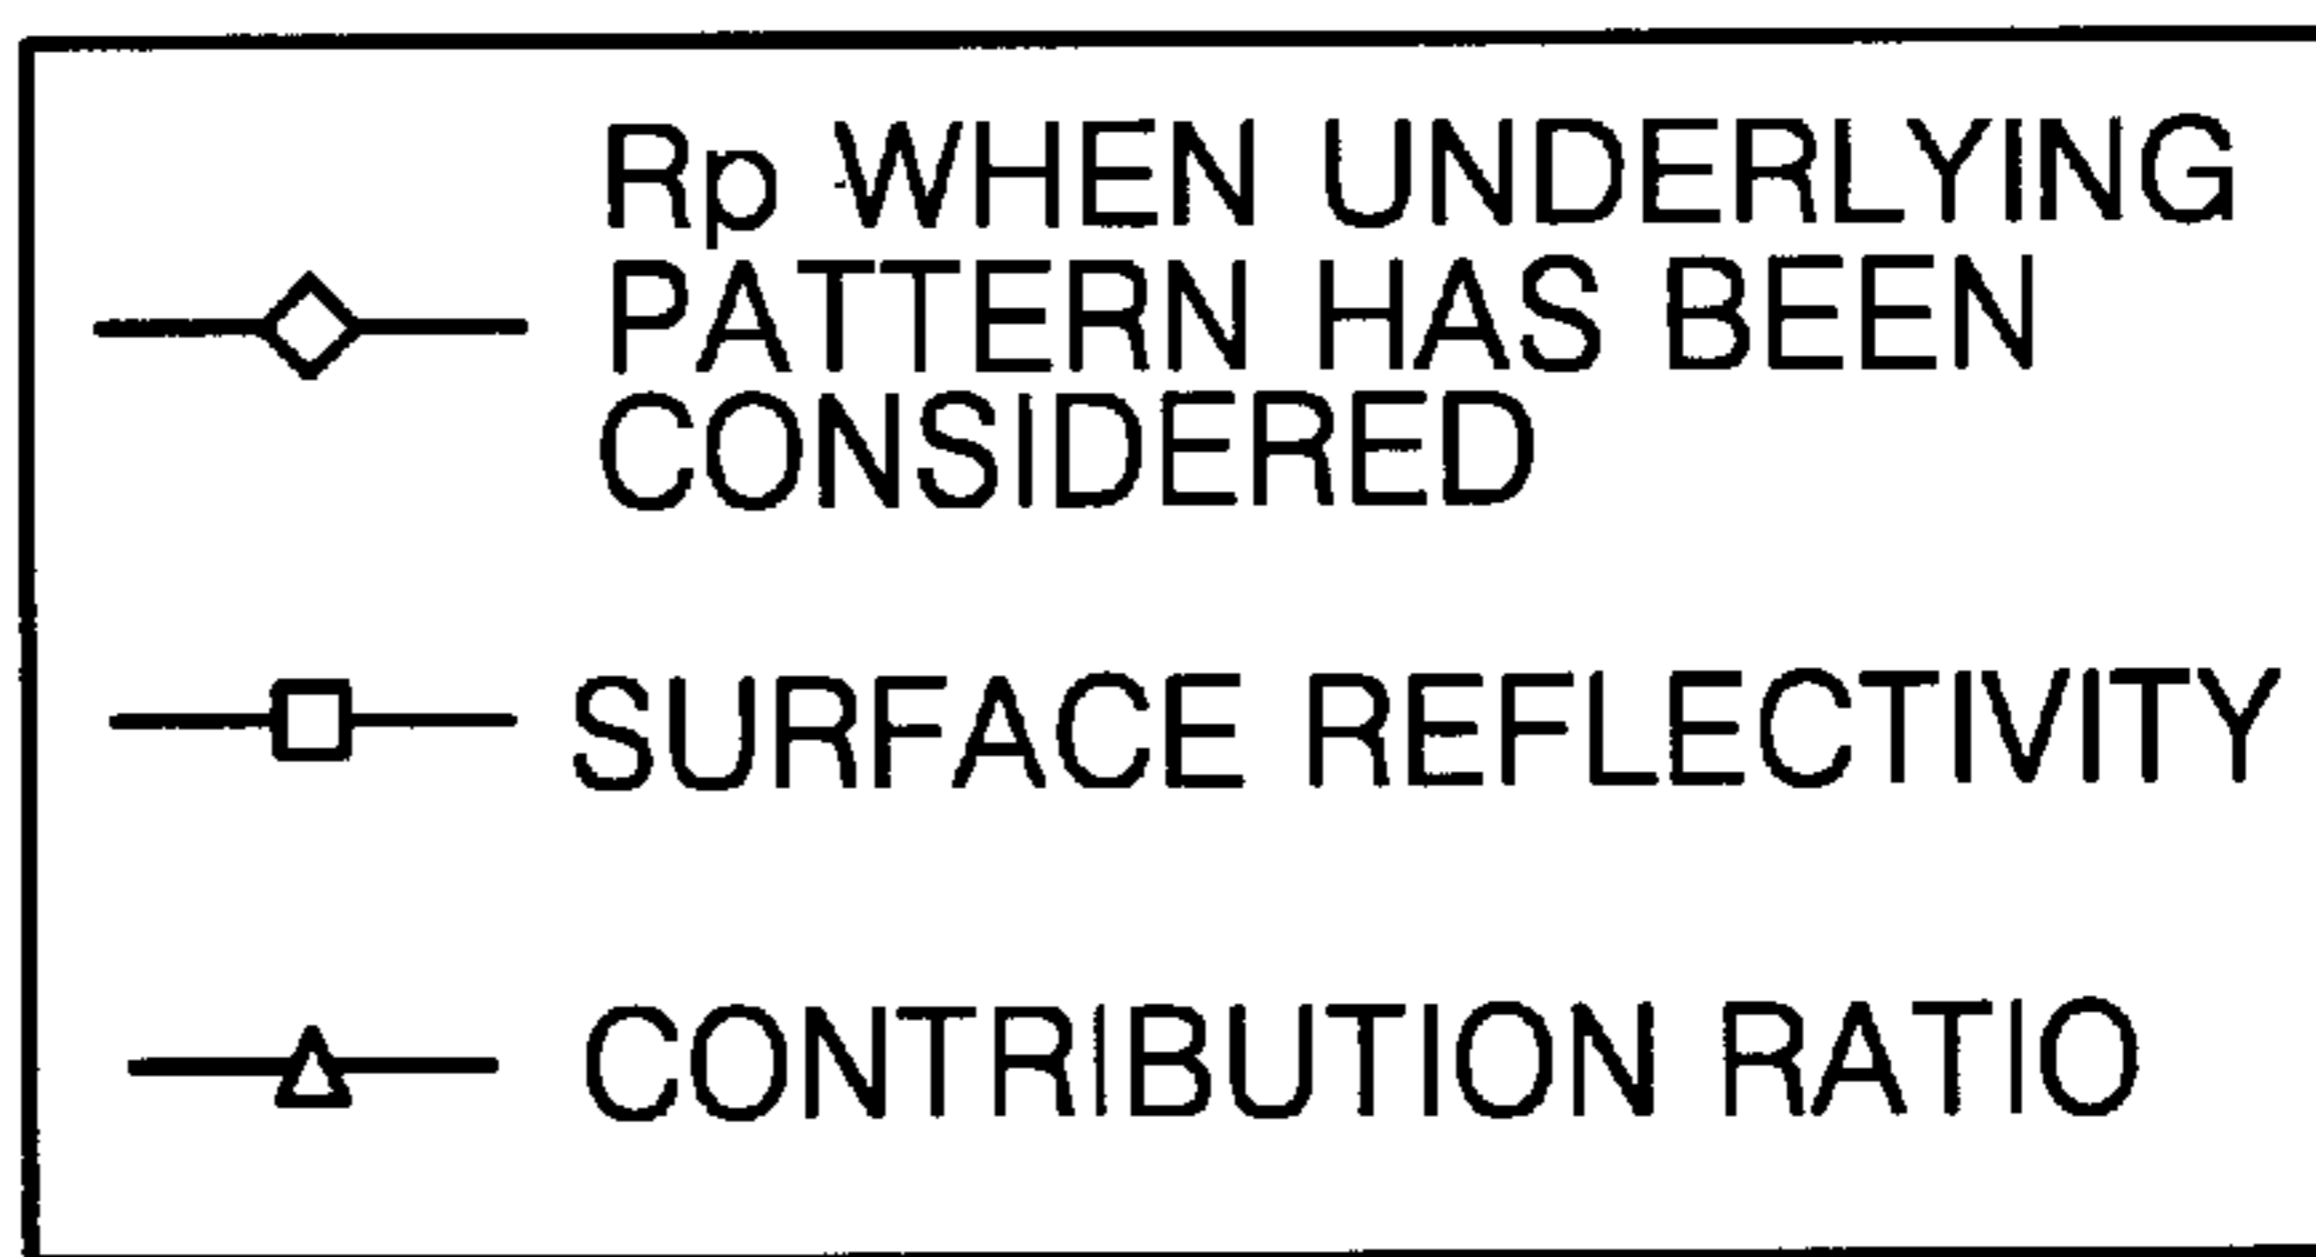 Rp WHEN UNDERLYING
PATTERN HAS BEEN
CONSIDERED
SURFACE REFLECTIVITY
CONTRIBUTION RATIO